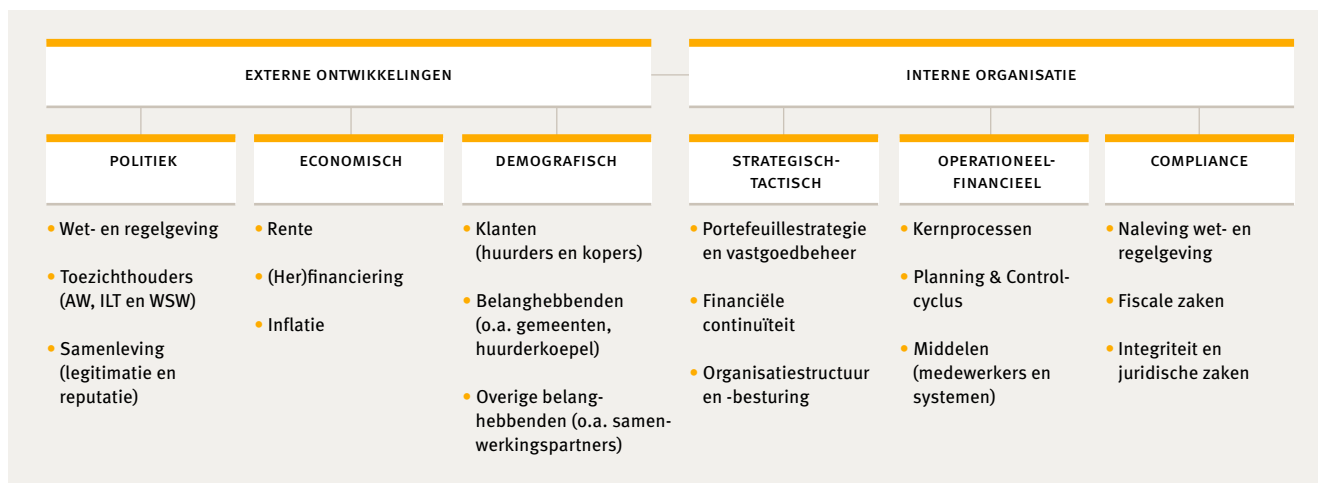 EXTERNE ONTWIKKELINGEN
INTERNE ORGANISATIE
POLITIEK
• Wet- en regelgeving
• Toezichthouders
(AW, ILT en WSW)
• Samenleving
(legitimatie en
reputatie)
ECONOMISCH
• Rente
• (Her)financiering
• Inflatie
DEMOGRAFISCH
• Klanten
(huurders en kopers)
• Belanghebbenden
(o.a. gemeenten,
huurderkoepel)
• Overige belang-
hebbenden (o.a. samen-
werkingspartners)
STRATEGISCH-
TACTISCH
• Portefeuillestrategie
en vastgoedbeheer
• Financiële
continuïteit
• Organisatiestructuur
en -besturing
OPERATIONEEL-
FINANCIEEL
• Kernprocessen
• Planning & Control-
cyclus
• Middelen
(medewerkers en
systemen)
COMPLIANCE
• Naleving wet- en
regelgeving
• Fiscale zaken
• Integriteit en
juridische zaken